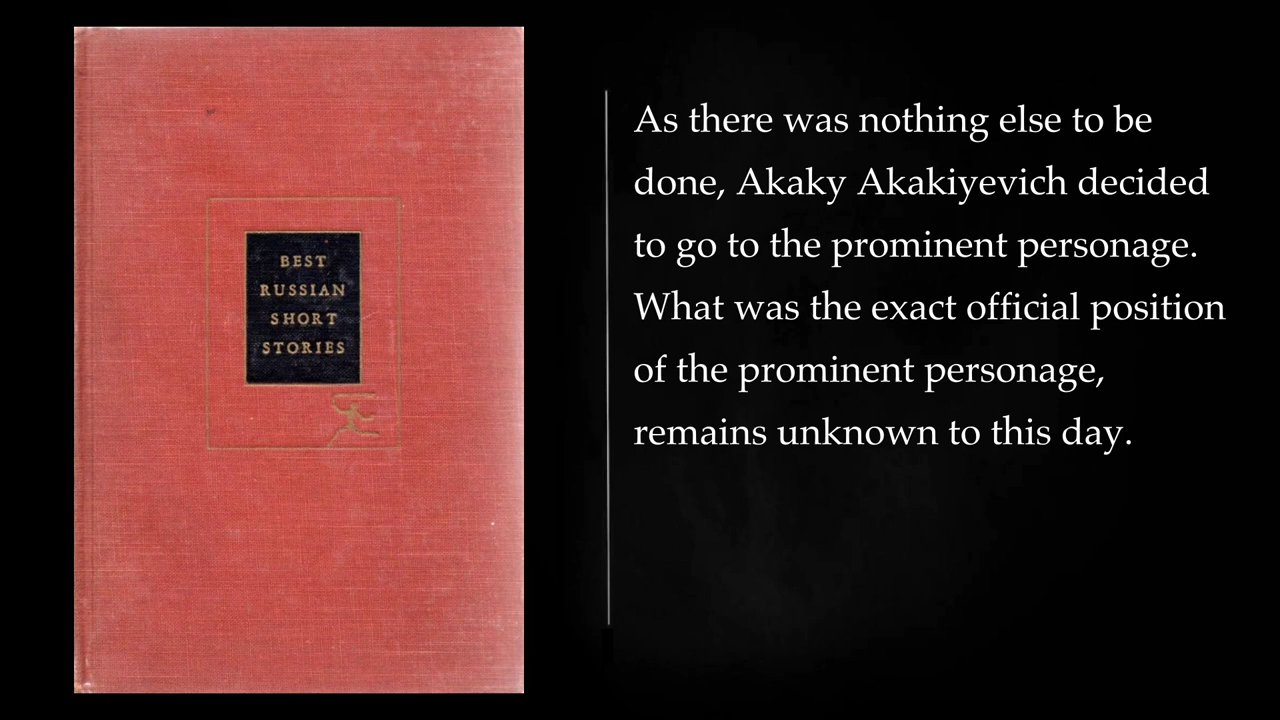 BEST
RUSSIAN
SHORT
STORIES
As there was nothing else to be
done, Akaky Akakiyevich decided
to go to the prominent personage.
What was the exact official position
of the prominent personage,
remains unknown to this day.